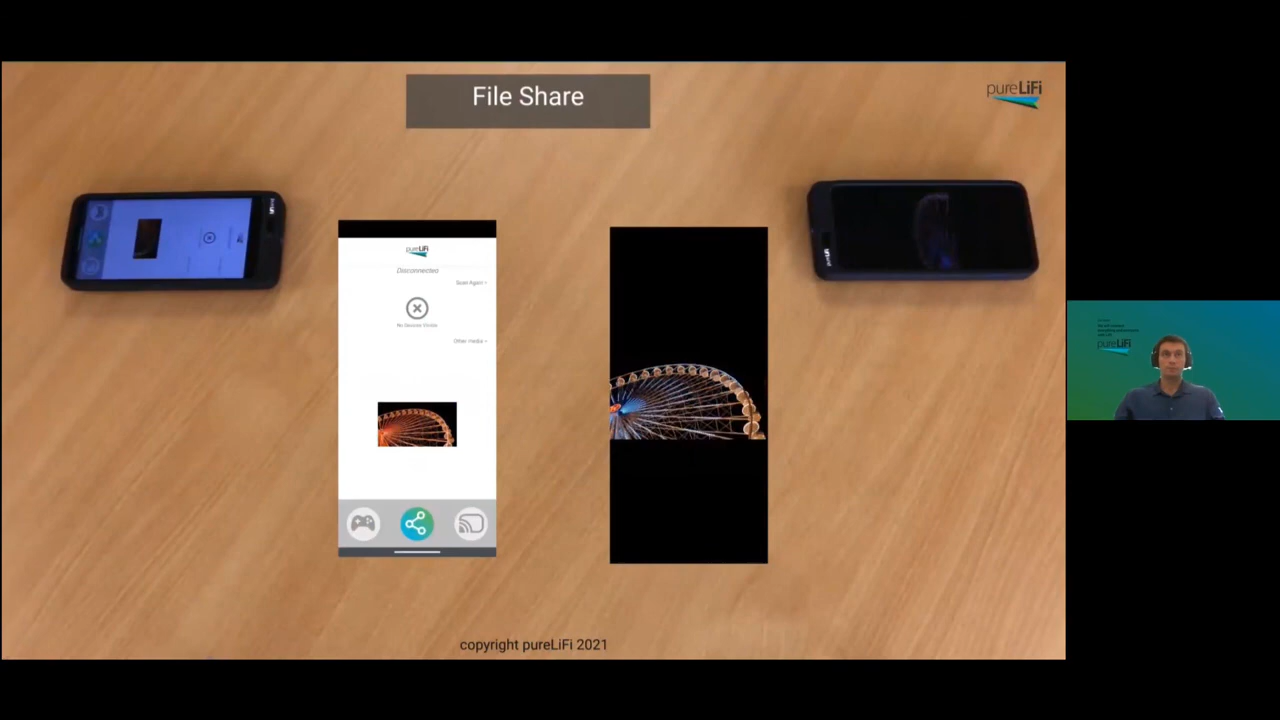 File Share
pureLiFi
pureLiFi
Disconnected
Scan Again >
No Devices Visible
Other media >
copyright pureLiFi 2021
pureLiFi